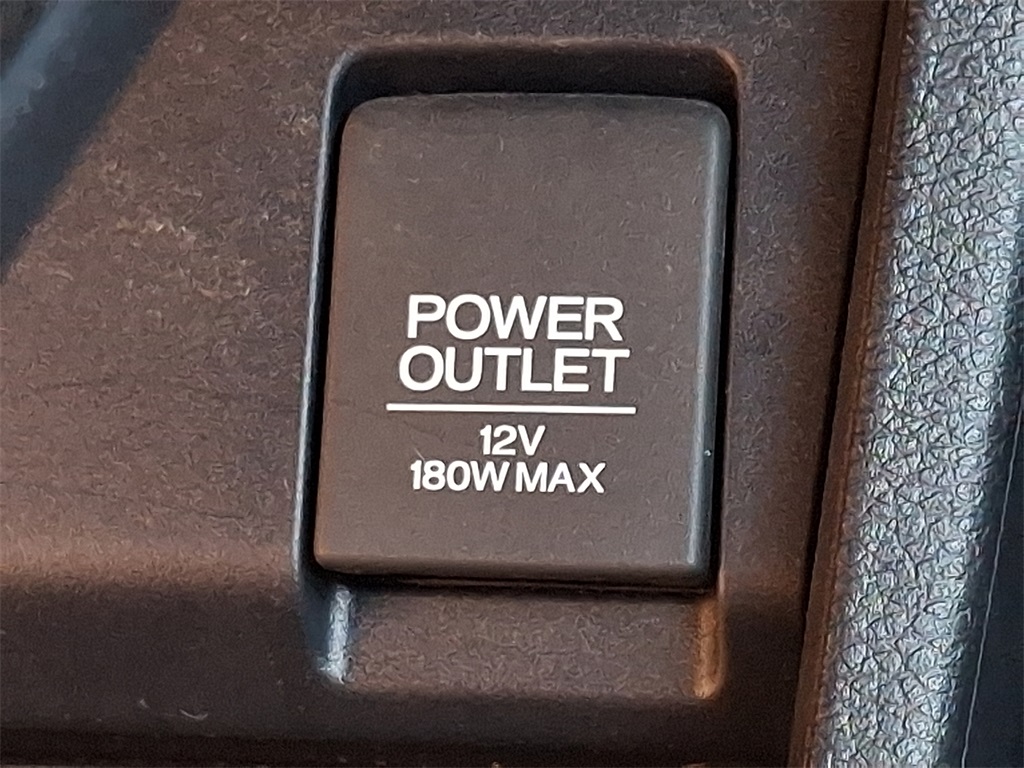 POWER
OUTLET
12V
180W MAX